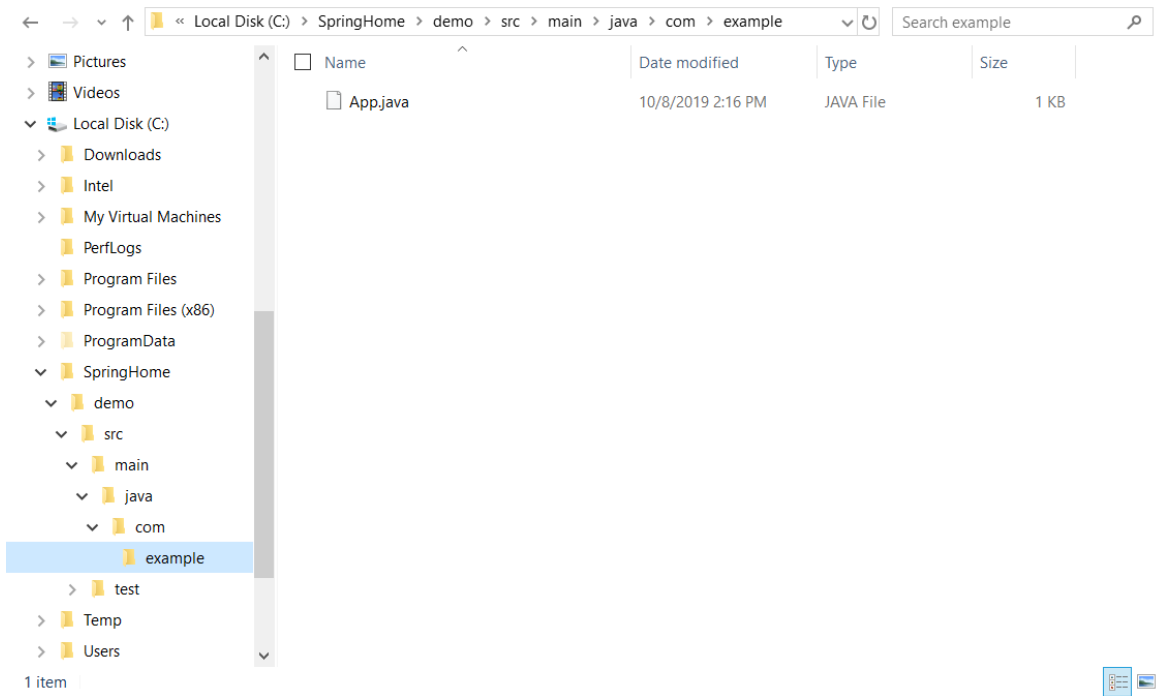 « Local Disk (C:) > SpringHome > demo > src > main > java > com > example
Search example
Pictures
Videos
Local Disk (C:)
Downloads
Intel
My Virtual Machines
PerfLogs
Program Files
Program Files (x86)
ProgramData
SpringHome
demo
src
main
java
com
example
test
Temp
Users
Name Date modified Type Size
App.java 10/8/2019 2:16 PM JAVA File 1 KB
1 item